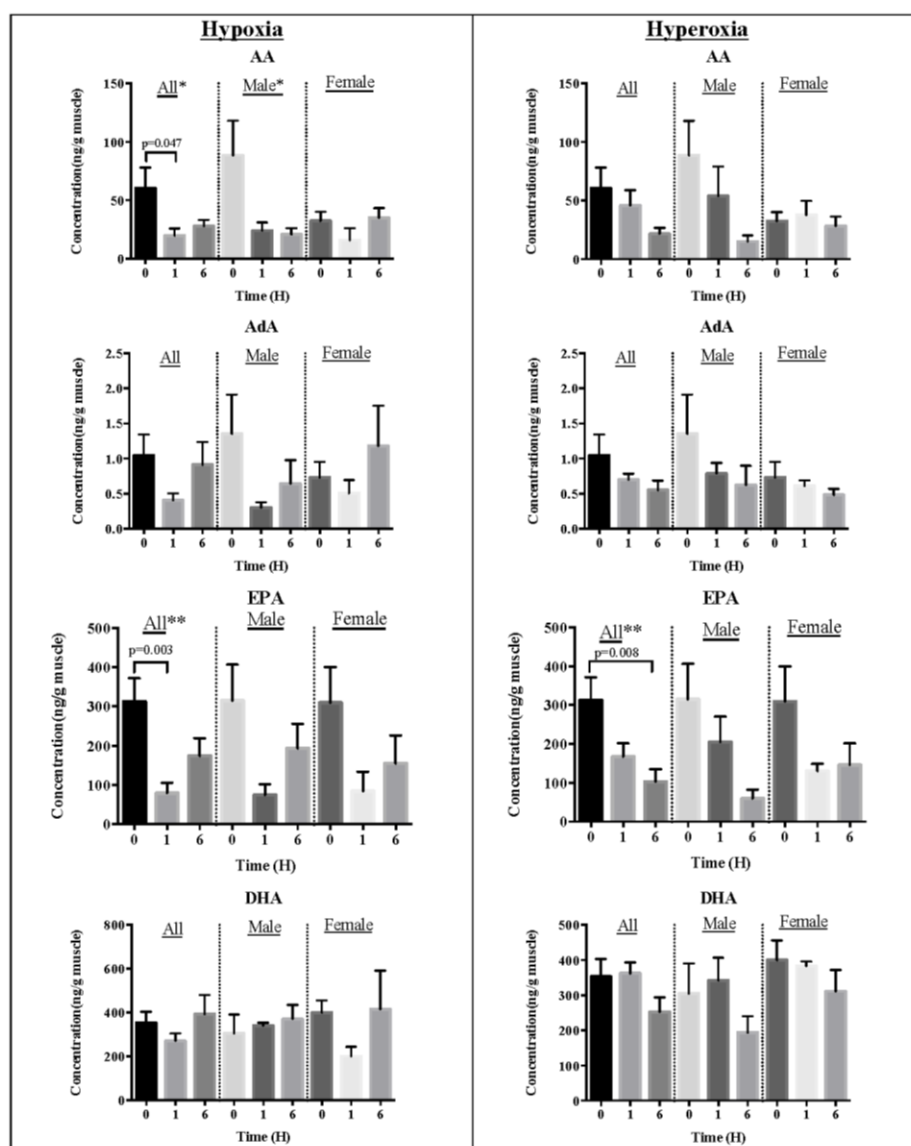 Hypoxia
AA
All*
Male*
Female
p=0.047
Concentration(ng/g muscle)
150
100
50
0
0 1 6 0 1 6 0 1 6
Time (H)
AdA
All
Male
Female
Concentration(ng/g muscle)
2.5
2.0
1.5
1.0
0.5
0.0
0 1 6 0 1 6 0 1 6
Time (H)
EPA
All**
Male
Female
p=0.003
Concentration(ng/g muscle)
500
400
300
200
100
0
0 1 6 0 1 6 0 1 6
Time (H)
DHA
All
Male
Female
Concentration(ng/g muscle)
800
600
400
200
0
0 1 6 0 1 6 0 1 6
Time (H)
Hyperoxia
AA
All
Male
Female
Concentration(ng/g muscle)
150
100
50
0
0 1 6 0 1 6 0 1 6
Time (H)
AdA
All
Male
Female
Concentration(ng/g muscle)
2.5
2.0
1.5
1.0
0.5
0.0
0 1 6 0 1 6 0 1 6
Time (H)
EPA
All**
Male
Female
p=0.008
Concentration(ng/g muscle)
500
400
300
200
100
0
0 1 6 0 1 6 0 1 6
Time (H)
DHA
All
Male
Female
Concentration(ng/g muscle)
500
400
300
200
100
0
0 1 6 0 1 6 0 1 6
Time (H)